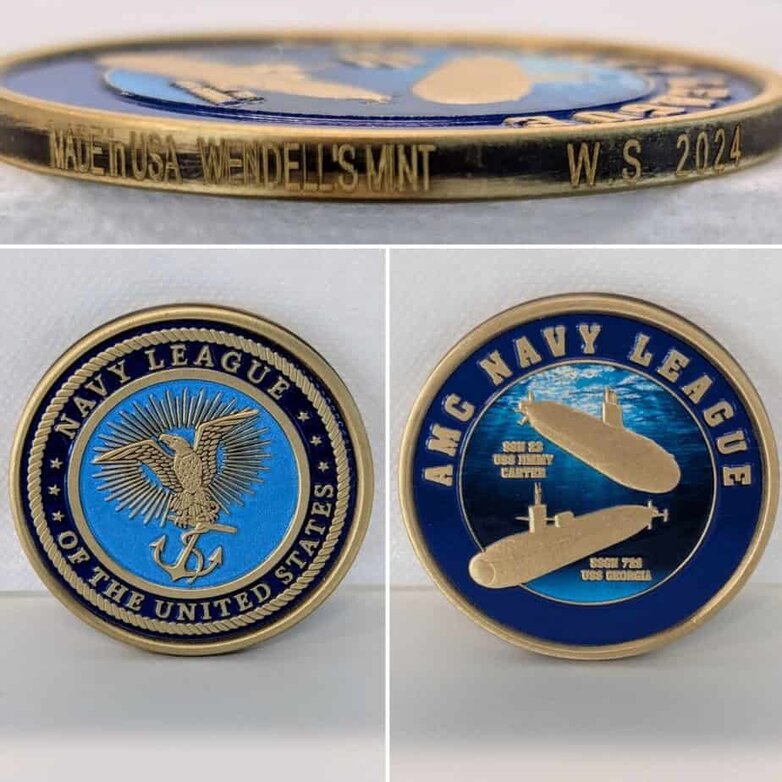 MADE in USA WENDELL'S MINT W.S 2024
NAVY LEAGUE
OF THE UNITED STATES
AMC NAVY LEAGUE
SSN 23
USS JIMMY
CARTER
SSGN 729
USS GEORGIA